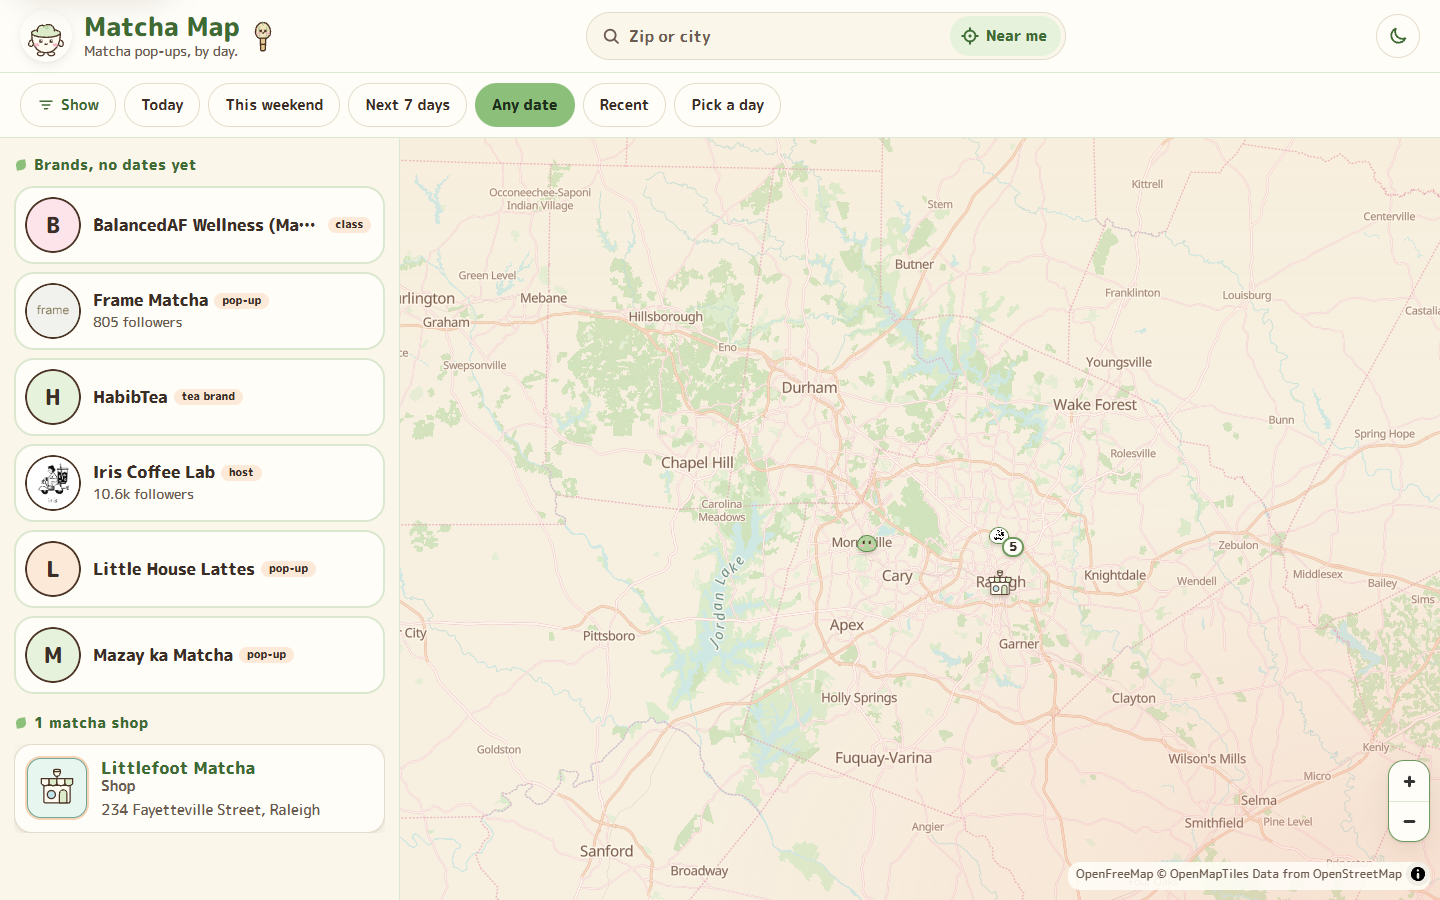 Matcha Map
Matcha pop-ups, by day.
Zip or city
Near me
Show
Today
This weekend
Next 7 days
Any date
Recent
Pick a day
Brands, no dates yet
B
BalancedAF Wellness (Ma···
class
frame
Frame Matcha
pop-up
805 followers
H
HabibTea
tea brand
Iris Coffee Lab
host
10.6k followers
L
Little House Lattes
pop-up
M
Mazay ka Matcha
pop-up
1 matcha shop
Littlefoot Matcha
Shop
234 Fayetteville Street, Raleigh
Occoneechee-Saponi
Indian Village
Kittrell
Stem
Centerville
Butner
Green Level
Franklinton
Louisburg
rlington
Mebane
Castalia
Hillsborough
Graham
Eno
Swepsonville
Youngsville
Durham
Wake Forest
Bunn
Spring Hope
Rolesville
Chapel Hill
Carolina
Meadows
5
Zebulon
Cary
Knightdale
Wendell
Middlesex
Bailey
Sims
Jordan Lake
Apex
City
Pittsboro
Garner
Holly Springs
Clayton
Goldston
Fuquay-Varina
Wilson's Mills
Kenly
Micro
Selma
Smithfield
Pine Level
Angier
Sanford
Broadway
+
−
OpenFreeMap © OpenMapTiles Data from OpenStreetMap